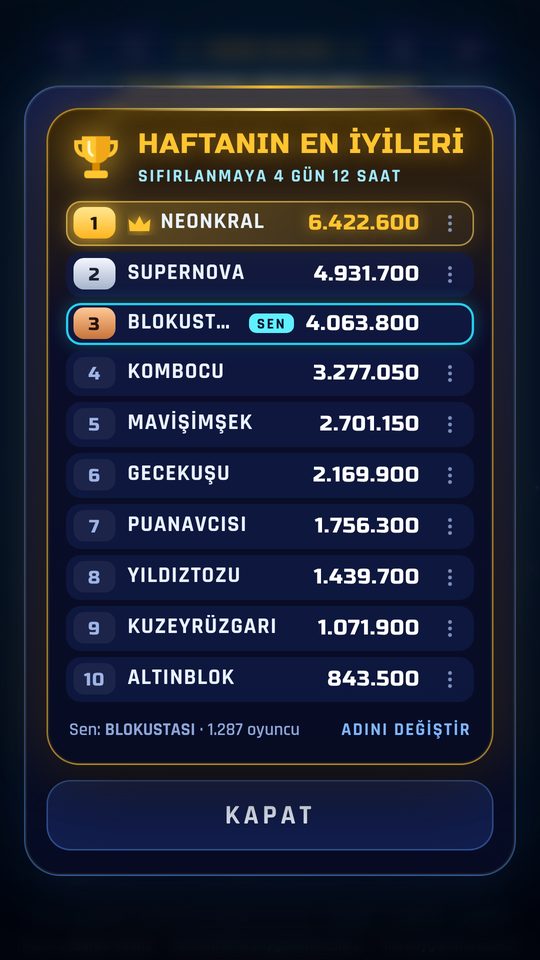 HAFTANIN EN İYİLERİ
SIFIRLANMAYA 4 GÜN 12 SAAT
1 NEONKRAL 6.422.600
2 SUPERNOVA 4.931.700
3 BLOKUST... SEN 4.063.800
4 KOMBOCU 3.277.050
5 MAVİŞİMŞEK 2.701.150
6 GECEKUŞU 2.169.900
7 PUANAVCISI 1.756.300
8 YILDIZTOZU 1.439.700
9 KUZEYRÜZGARI 1.071.900
10 ALTINBLOK 843.500
Sen: BLOKUSTASI · 1.287 oyuncu ADINI DEĞİŞTİR
KAPAT